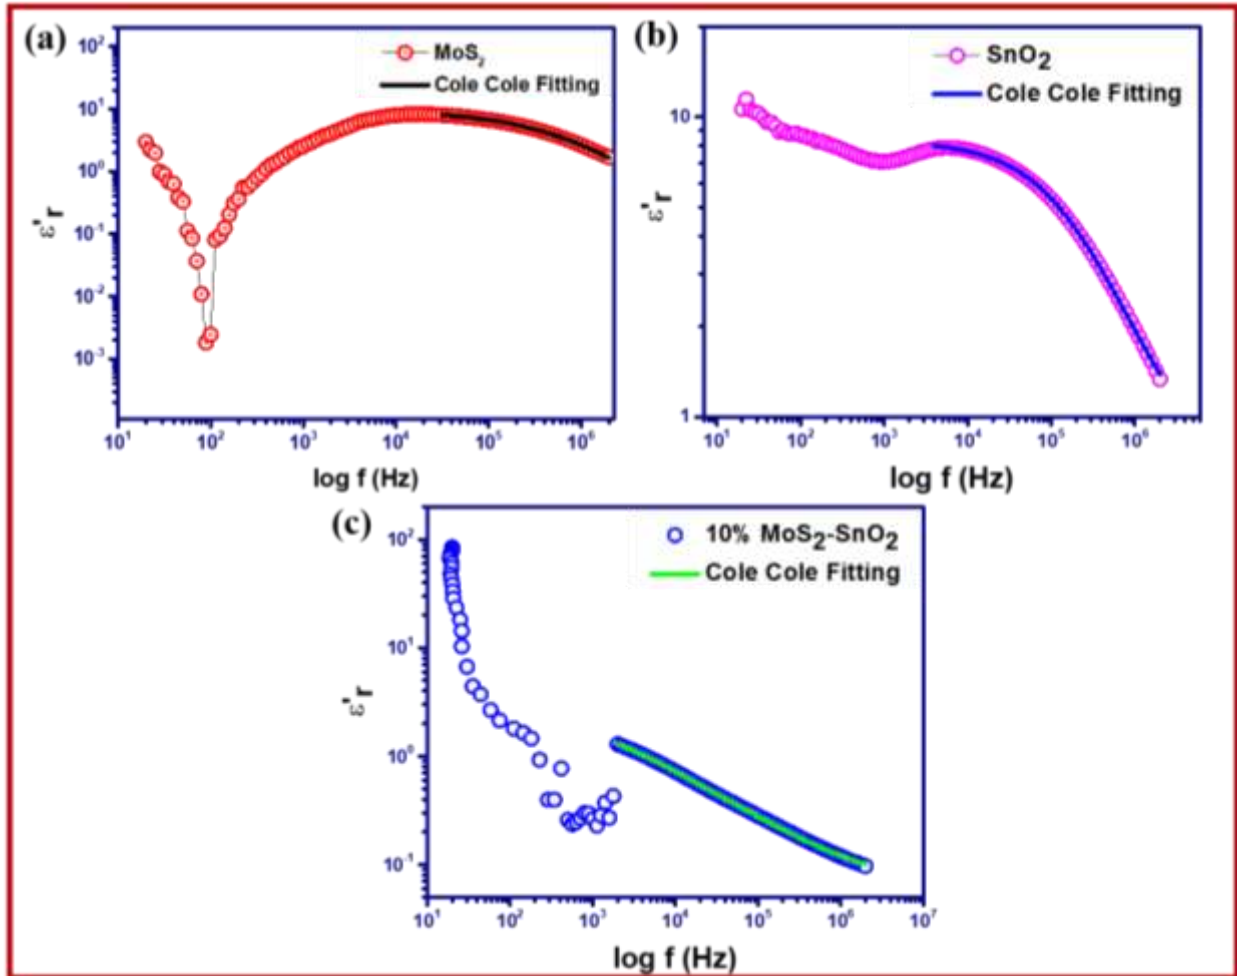 (a)
MoS₂
Cole Cole Fitting
10²
10¹
10⁰
10⁻¹
10⁻²
10⁻³
ε'r
10¹ 10² 10³ 10⁴ 10⁵ 10⁶
log f (Hz)
(b)
SnO₂
Cole Cole Fitting
10
1
ε'r
10¹ 10² 10³ 10⁴ 10⁵ 10⁶
log f (Hz)
(c)
10% MoS₂-SnO₂
Cole Cole Fitting
10²
10¹
10⁰
10⁻¹
ε'r
10¹ 10² 10³ 10⁴ 10⁵ 10⁶ 10⁷
log f (Hz)